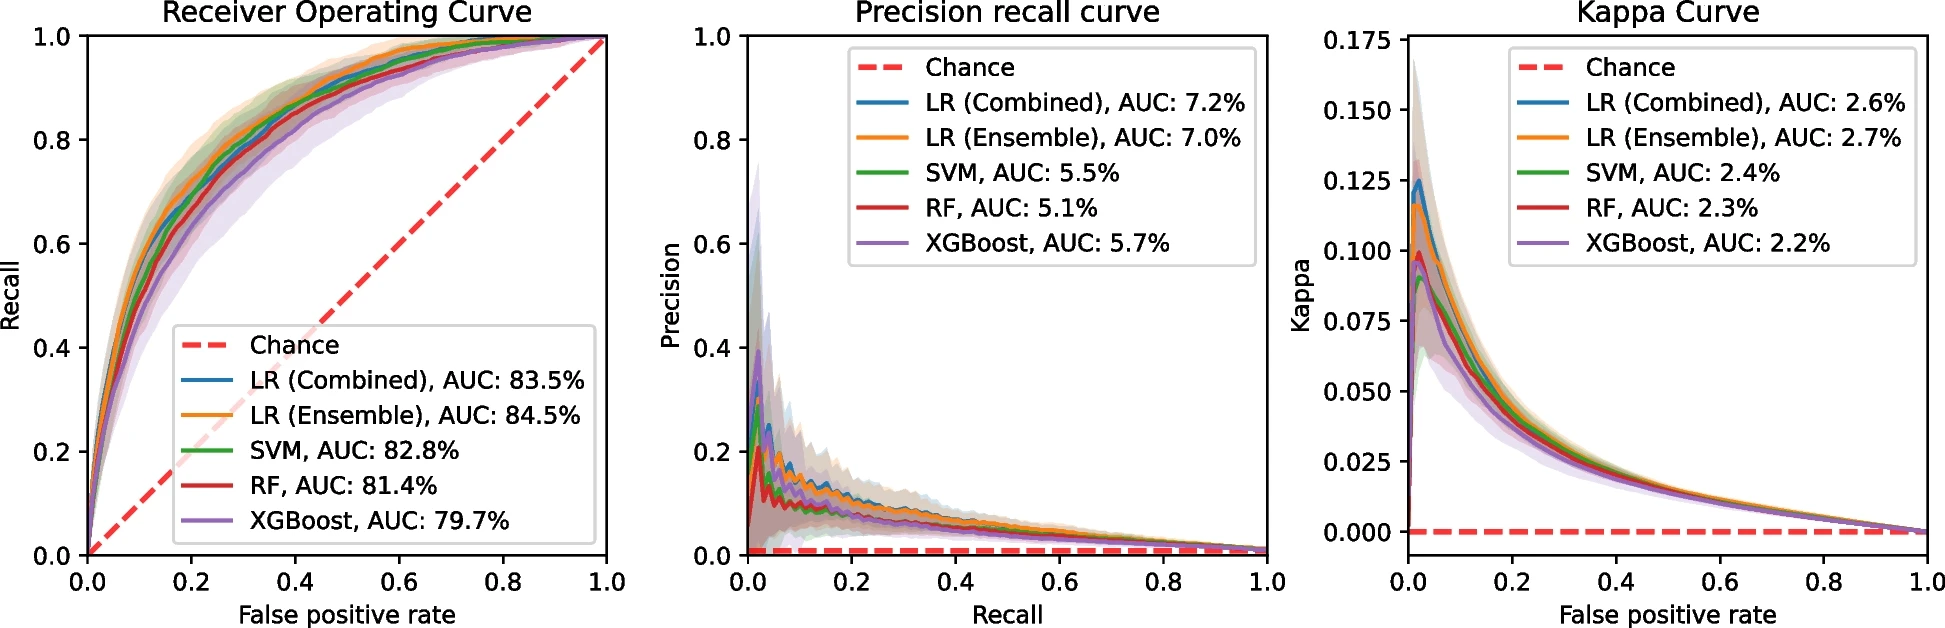 Receiver Operating Curve
1.0
0.8
0.6
0.4
0.2
0.0
Recall
Chance
LR (Combined), AUC: 83.5%
LR (Ensemble), AUC: 84.5%
SVM, AUC: 82.8%
RF, AUC: 81.4%
XGBoost, AUC: 79.7%
0.0 0.2 0.4 0.6 0.8 1.0
False positive rate
Precision recall curve
1.0
0.8
0.6
0.4
0.2
0.0
Precision
Chance
LR (Combined), AUC: 7.2%
LR (Ensemble), AUC: 7.0%
SVM, AUC: 5.5%
RF, AUC: 5.1%
XGBoost, AUC: 5.7%
0.0 0.2 0.4 0.6 0.8 1.0
Recall
Kappa Curve
0.175
0.150
0.125
0.100
0.075
0.050
0.025
0.000
Kappa
Chance
LR (Combined), AUC: 2.6%
LR (Ensemble), AUC: 2.7%
SVM, AUC: 2.4%
RF, AUC: 2.3%
XGBoost, AUC: 2.2%
0.0 0.2 0.4 0.6 0.8 1.0
False positive rate